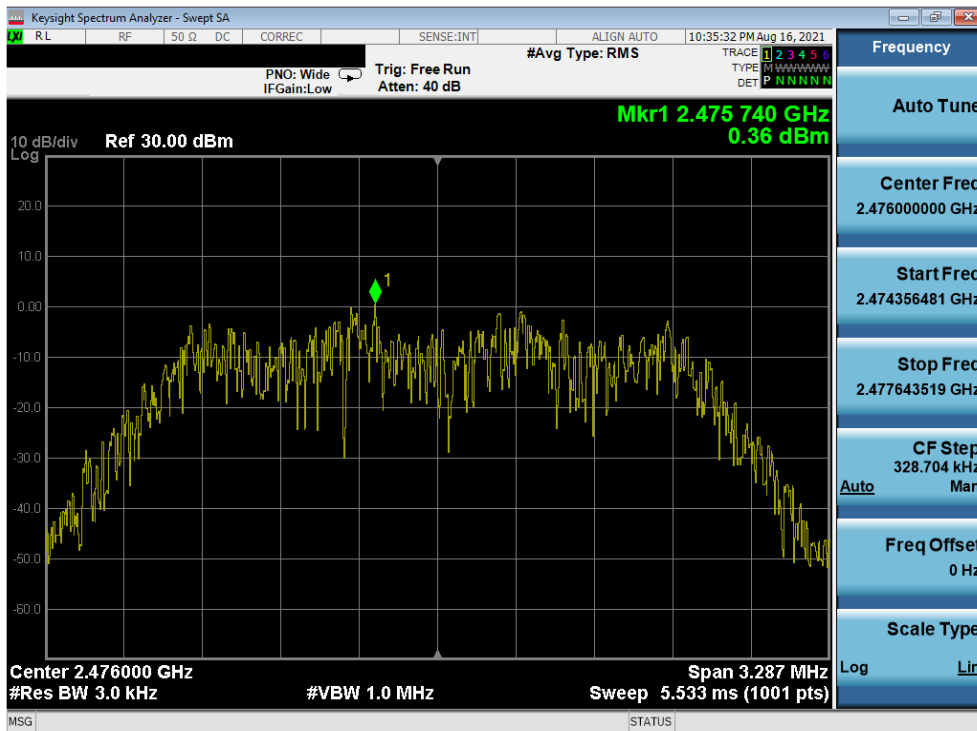 Keysight Spectrum Analyzer - Swept SA
LXI RL RF 50 Ω DC CORREC SENSE:INT ALIGN AUTO 10:35:32 PM Aug 16, 2021
PNO: Wide
IFGain:Low
Trig: Free Run
Atten: 40 dB
#Avg Type: RMS
TRACE 1 2 3 4 5 6
TYPE M W W W W W
DET P N N N N N
Mkr1 2.475 740 GHz
0.36 dBm
10 dB/div Ref 30.00 dBm
Log
20.0
10.0
0.00
-10.0
-20.0
-30.0
-40.0
-50.0
-60.0
1
Center 2.476000 GHz Span 3.287 MHz
#Res BW 3.0 kHz #VBW 1.0 MHz Sweep 5.533 ms (1001 pts)
MSG STATUS
Frequency
Auto Tune
Center Freq
2.476000000 GHz
Start Freq
2.474356481 GHz
Stop Freq
2.477643519 GHz
CF Step
328.704 kHz
Auto Man
Freq Offset
0 Hz
Scale Type
Log Lin